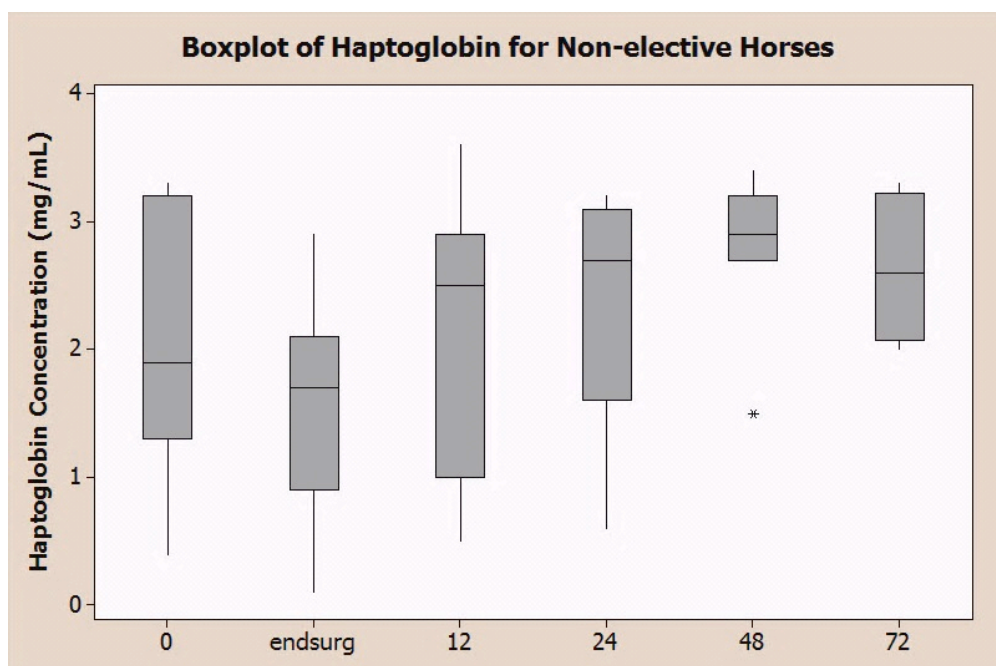 Boxplot of Haptoglobin for Non-elective Horses
Haptoglobin Concentration (mg/mL)
4
3
2
1
0
0 endsurg 12 24 48 72